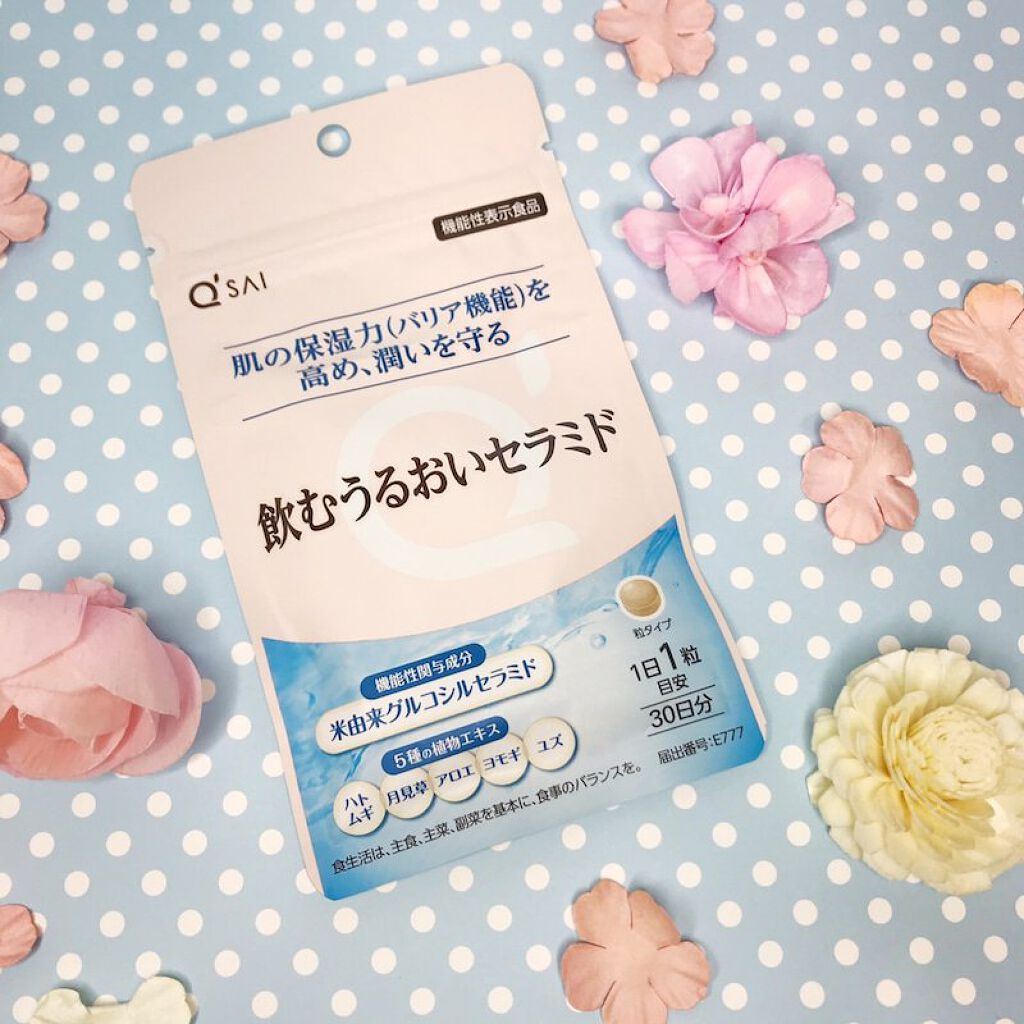 機能性表示食品
Q'SAI
肌の保湿力(バリア機能)を
高め、潤いを守る
飲むうるおいセラミド
粒タイプ
1日1粒
目安
30日分
届出番号:E777
機能性関与成分
米由来グルコシルセラミド
5種の植物エキス
ハト
ムギ
月見草
アロエ
ヨモギ
ユズ
食生活は、主食、主菜、副菜を基本に、食事のバランスを。